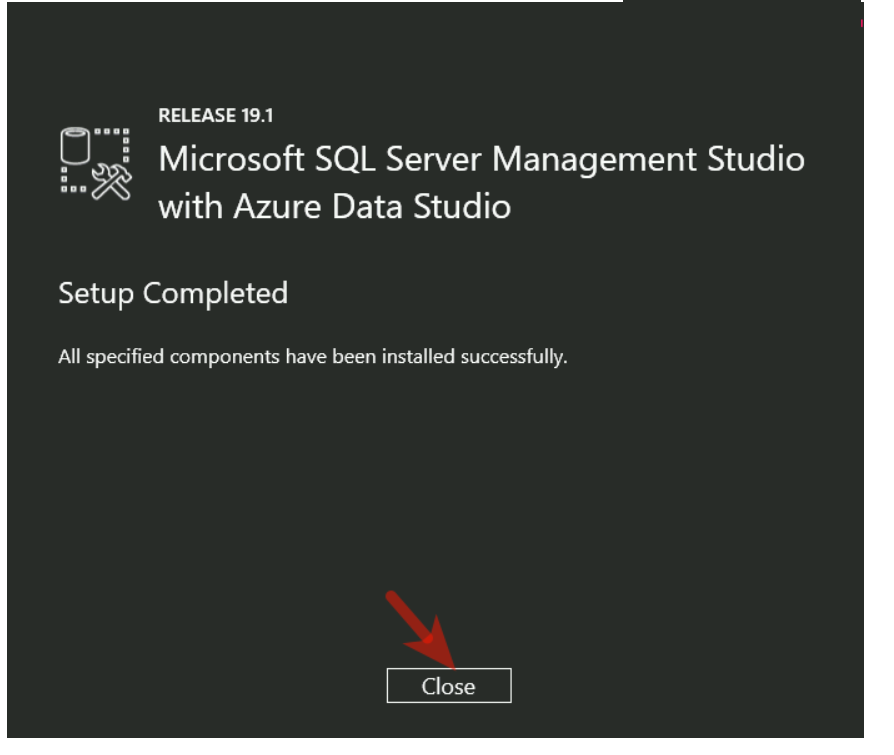 RELEASE 19.1
Microsoft SQL Server Management Studio
with Azure Data Studio
Setup Completed
All specified components have been installed successfully.
Close